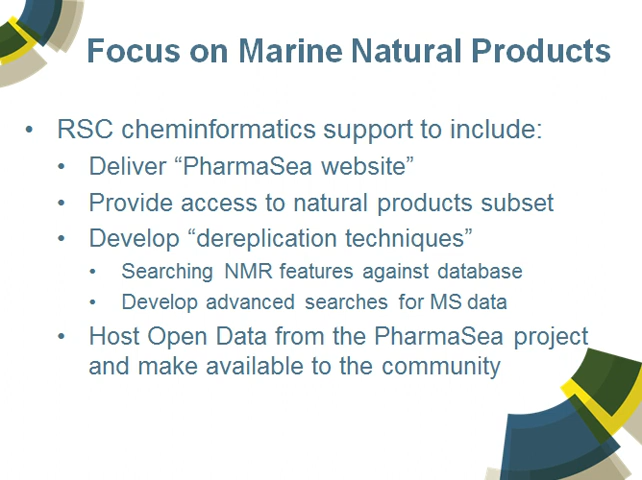 Focus on Marine Natural Products
• RSC cheminformatics support to include:
• Deliver “PharmaSea website”
• Provide access to natural products subset
• Develop “dereplication techniques”
• Searching NMR features against database
• Develop advanced searches for MS data
• Host Open Data from the PharmaSea project
and make available to the community